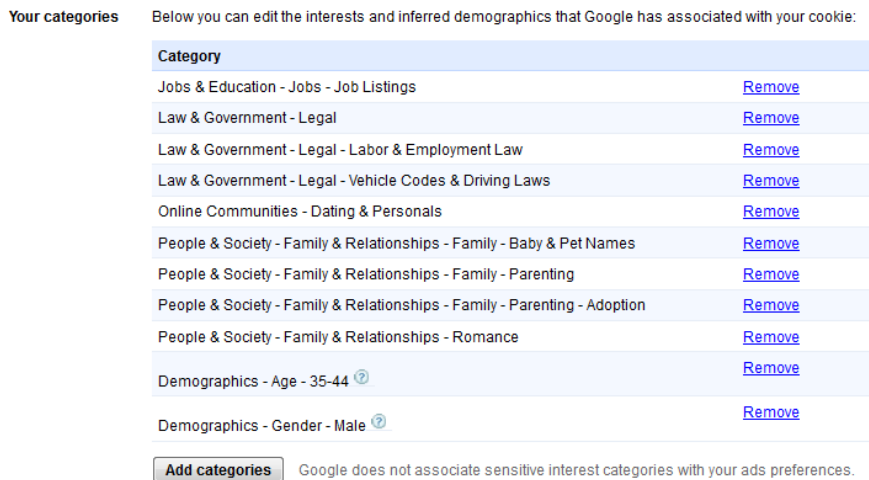 Your categories Below you can edit the interests and inferred demographics that Google has associated with your cookie:
Category
Jobs & Education - Jobs - Job Listings Remove
Law & Government - Legal Remove
Law & Government - Legal - Labor & Employment Law Remove
Law & Government - Legal - Vehicle Codes & Driving Laws Remove
Online Communities - Dating & Personals Remove
People & Society - Family & Relationships - Family - Baby & Pet Names Remove
People & Society - Family & Relationships - Family - Parenting Remove
People & Society - Family & Relationships - Family - Parenting - Adoption Remove
People & Society - Family & Relationships - Romance Remove
Demographics - Age - 35-44 ? Remove
Demographics - Gender - Male ? Remove
Add categories Google does not associate sensitive interest categories with your ads preferences.